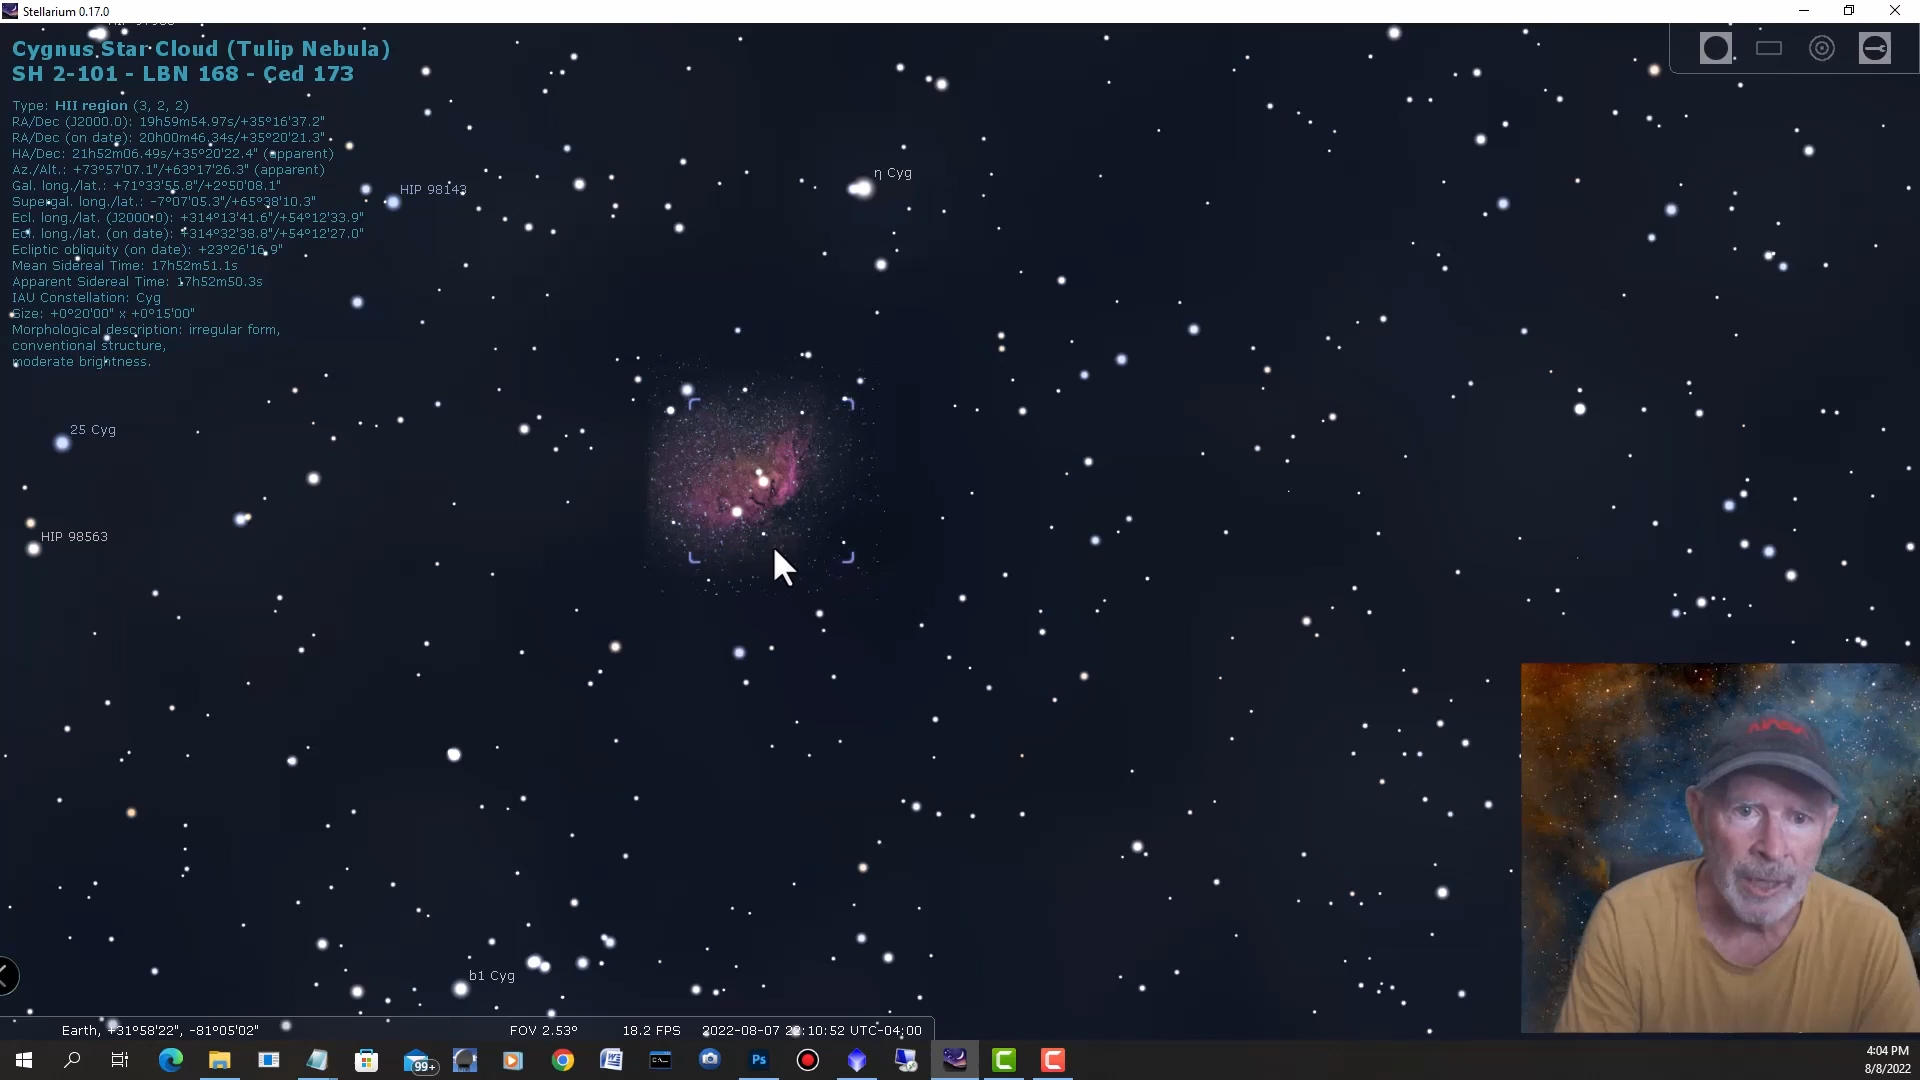 Stellarium 0.17.0
Cygnus Star Cloud (Tulip Nebula)
SH 2-101 - LBN 168 - Ced 173
Type: HII region (3, 2, 2)
RA/Dec (J2000.0): 19h59m54.97s/+35°16'37.2"
RA/Dec (on date): 20h00m46.34s/+35°20'21.3"
HA/Dec: 21h52m06.49s/+35°20'22.4" (apparent)
Az./Alt.: +73°57'07.1"/+63°17'26.3" (apparent)
Gal. long./lat.: +71°33'55.8"/+2°50'08.1"
Supergal. long./lat.: -7°07'05.3"/+65°38'10.3"
Ecl. long./lat. (J2000.0): +314°13'41.6"/+54°12'33.9"
Ecl. long./lat. (on date): +314°32'38.8"/+54°12'27.0"
Ecliptic obliquity (on date): +23°26'16.9"
Mean Sidereal Time: 17h52m51.1s
Apparent Sidereal Time: 17h52m50.3s
IAU Constellation: Cyg
Size: +0°20'00" x +0°15'00"
Morphological description: irregular form,
conventional structure,
moderate brightness.
η Cyg
HIP 98143
25 Cyg
HIP 98563
b1 Cyg
Earth, +31°58'22", -81°05'02" FOV 2.53° 18.2 FPS 2022-08-07 22:10:52 UTC-04:00
99+
Ps
4:04 PM
8/8/2022